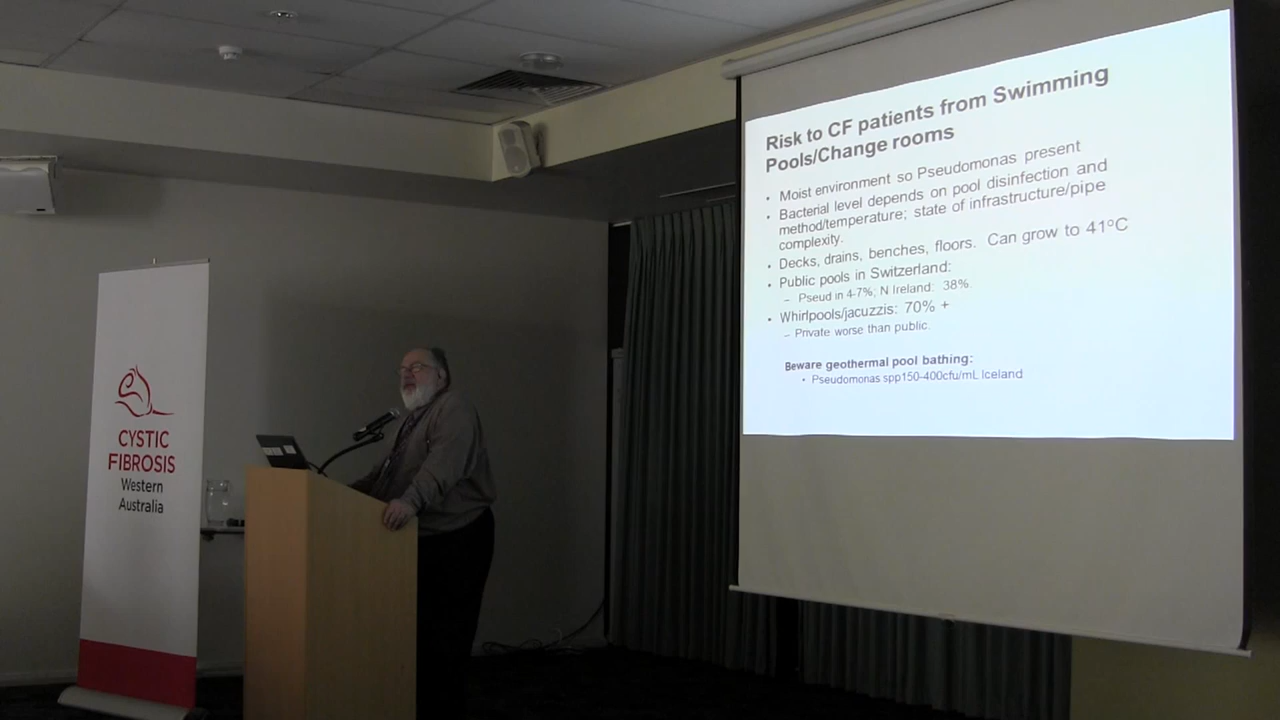 CYSTIC
FIBROSIS
Western
Australia
Risk to CF patients from Swimming
Pools/Change rooms
• Moist environment so Pseudomonas present
• Bacterial level depends on pool disinfection and
method/temperature; state of infrastructure/pipe
complexity.
• Decks, drains, benches, floors. Can grow to 41°C
• Public pools in Switzerland:
– Pseud in 4-7%; N Ireland: 38%.
• Whirlpools/jacuzzis: 70% +
– Private worse than public.
Beware geothermal pool bathing:
• Pseudomonas spp150-400cfu/mL Iceland